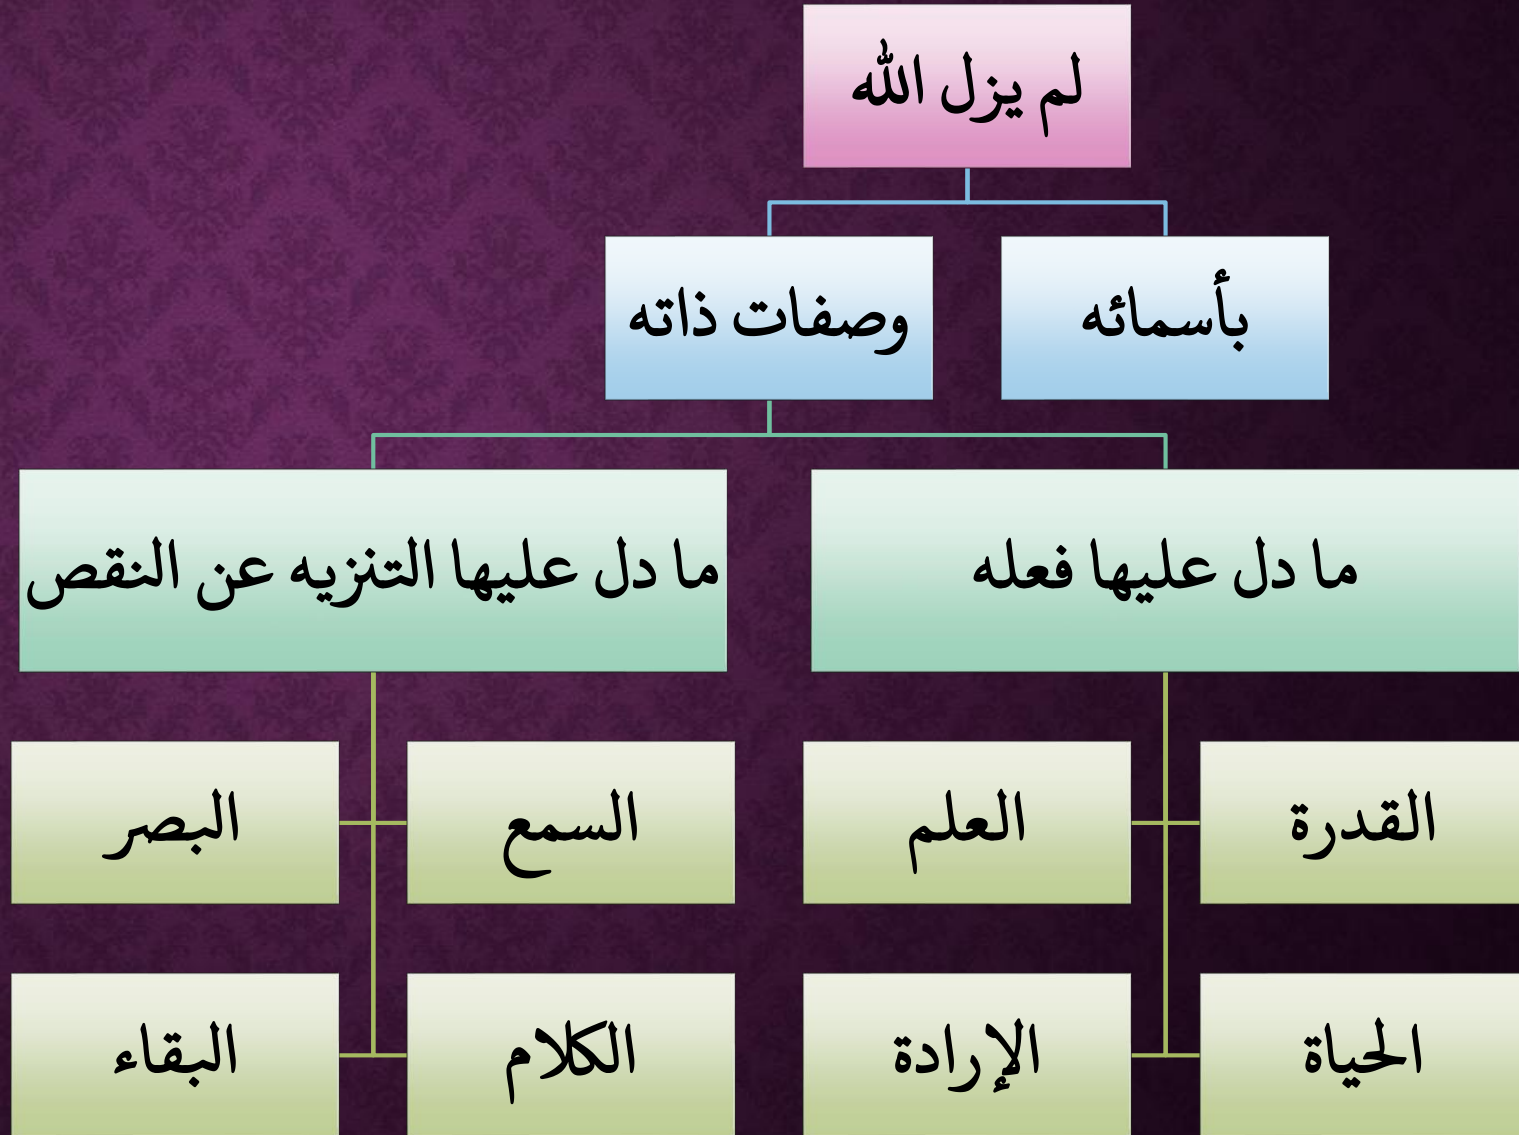 لم يزل الله
بأسمائه
وصفات ذاته
ما دل عليها فعله
ما دل عليها التنزيه عن النقص
القدرة
العلم
السمع
البصر
الحياة
الإرادة
الكلام
البقاء